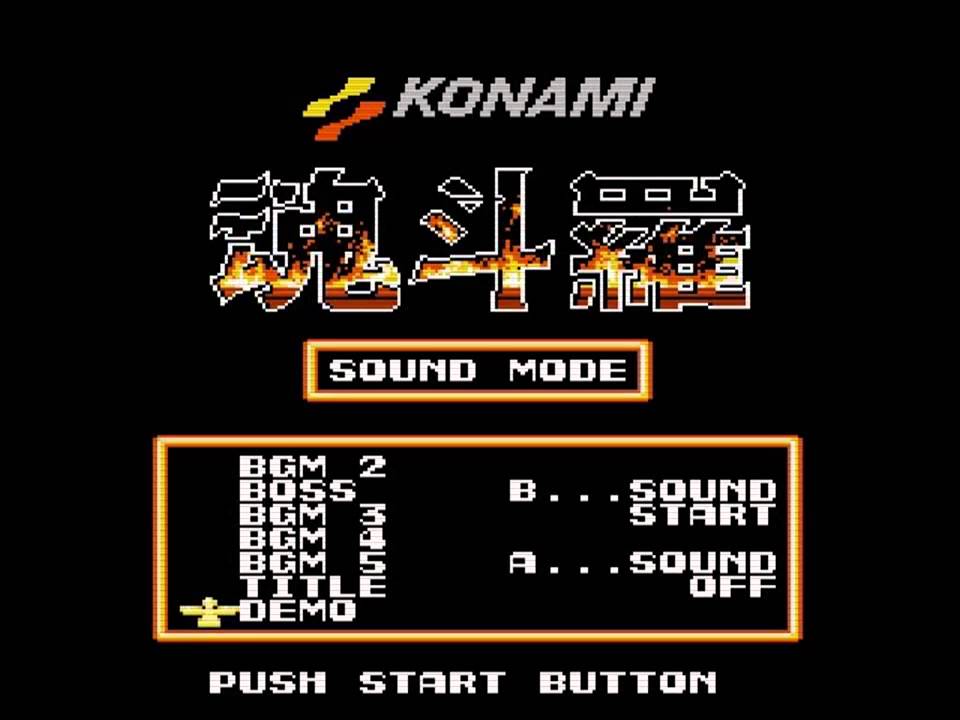 KONAMI
魂斗羅
SOUND MODE
BGM 2
BOSS
BGM 3
BGM 4
BGM 5
TITLE
DEMO
B...SOUND
START
A...SOUND
OFF
PUSH START BUTTON